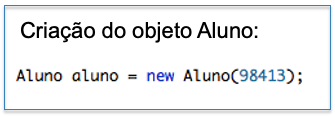 Criação do objeto Aluno:
Aluno aluno = new Aluno(98413);